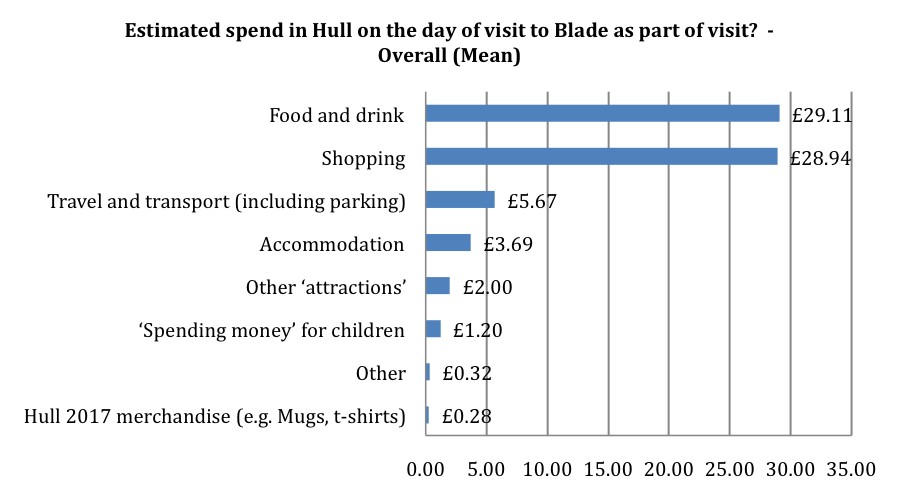 Estimated spend in Hull on the day of visit to Blade as part of visit?  -
Overall (Mean)
Food and drink £29.11
Shopping £28.94
Travel and transport (including parking) £5.67
Accommodation £3.69
Other ‘attractions’ £2.00
‘Spending money’ for children £1.20
Other £0.32
Hull 2017 merchandise (e.g. Mugs, t-shirts) £0.28
0.00 5.00 10.00 15.00 20.00 25.00 30.00 35.00